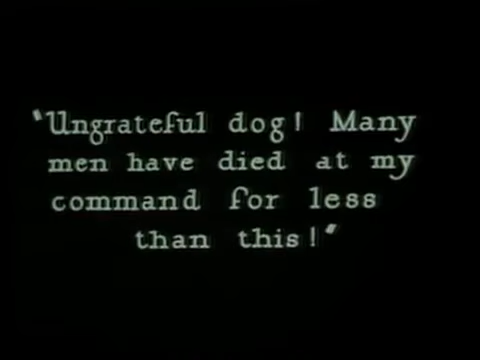 "Ungrateful dog! Many
men have died at my
command for less
than this!"